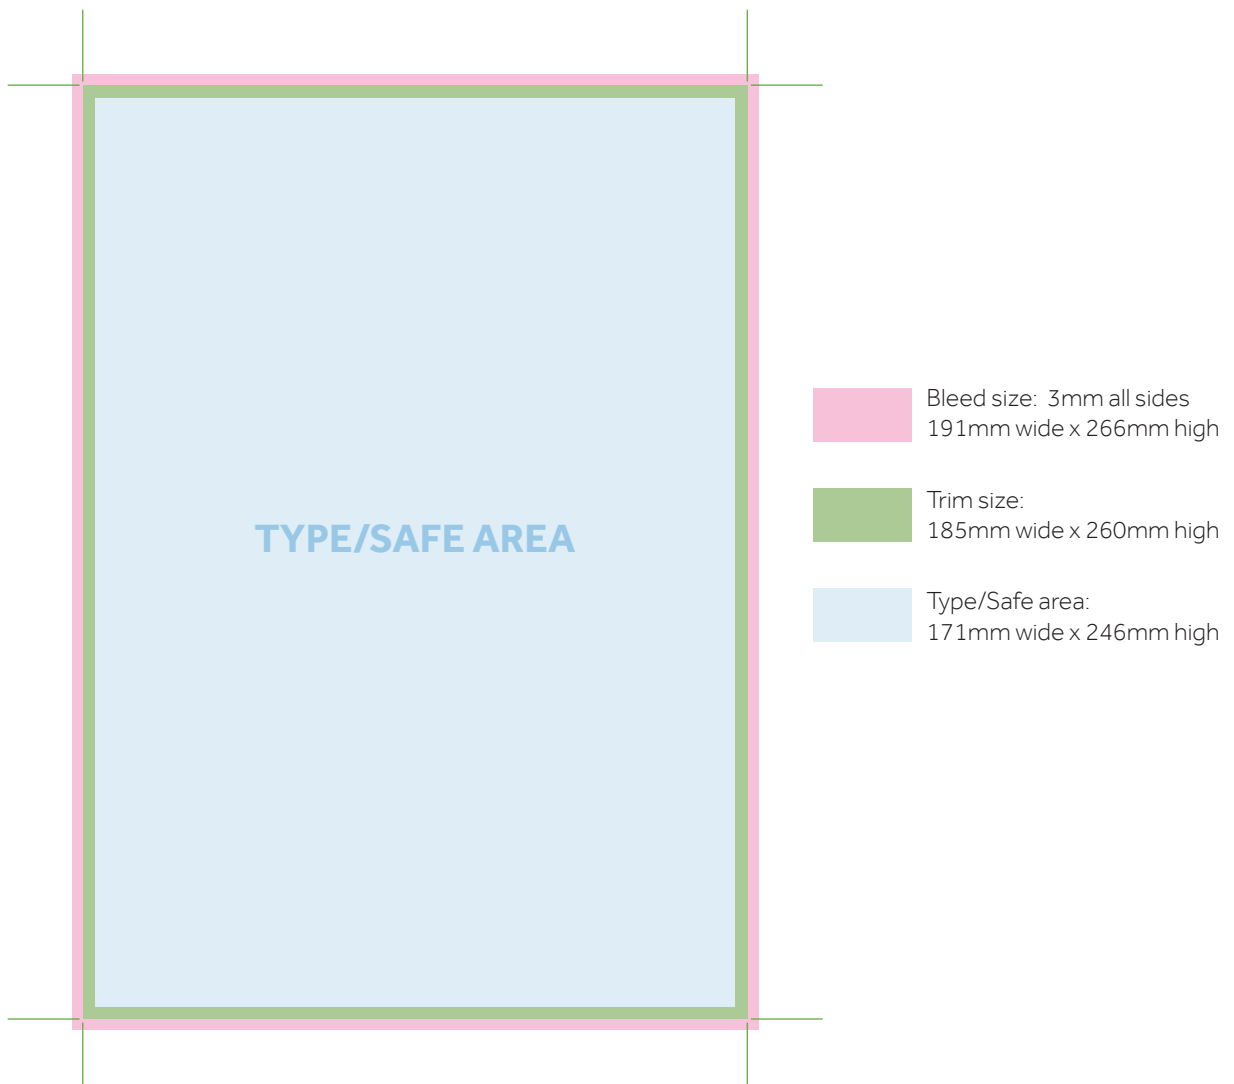 TYPE/SAFE AREA
Bleed size:  3mm all sides
191mm wide x 266mm high
Trim size:
185mm wide x 260mm high
Type/Safe area:
171mm wide x 246mm high